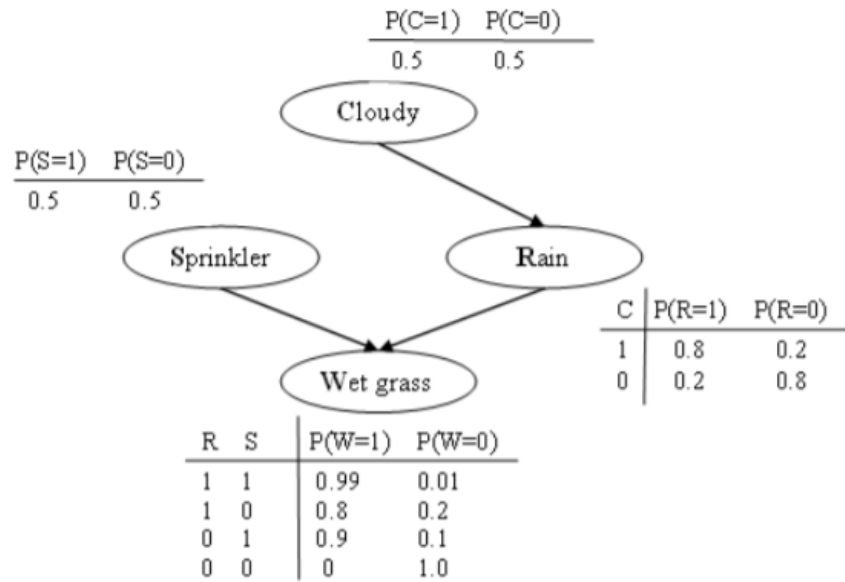 P(C=1) P(C=0)
0.5 0.5
Cloudy
P(S=1) P(S=0)
0.5 0.5
Sprinkler
Rain
C P(R=1) P(R=0)
1 0.8 0.2
0 0.2 0.8
Wet grass
R S P(W=1) P(W=0)
1 1 0.99 0.01
1 0 0.8 0.2
0 1 0.9 0.1
0 0 0 1.0